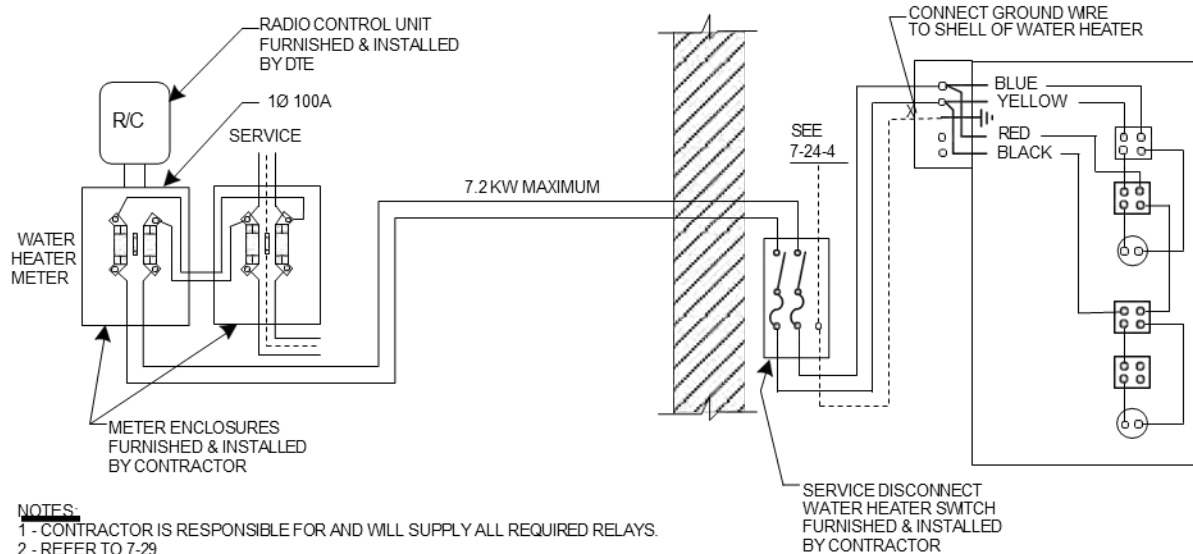 RADIO CONTROL UNIT
FURNISHED & INSTALLED
BY DTE
R/C
1Ø 100A
SERVICE
WATER
HEATER
METER
7.2 KW MAXIMUM
METER ENCLOSURES
FURNISHED & INSTALLED
BY CONTRACTOR
CONNECT GROUND WIRE
TO SHELL OF WATER HEATER
SEE
7-24-4
X
BLUE
YELLOW
RED
BLACK
SERVICE DISCONNECT
WATER HEATER SWITCH
FURNISHED & INSTALLED
BY CONTRACTOR
NOTES:
1 - CONTRACTOR IS RESPONSIBLE FOR AND WILL SUPPLY ALL REQUIRED RELAYS.
2 - REFER TO 7-29